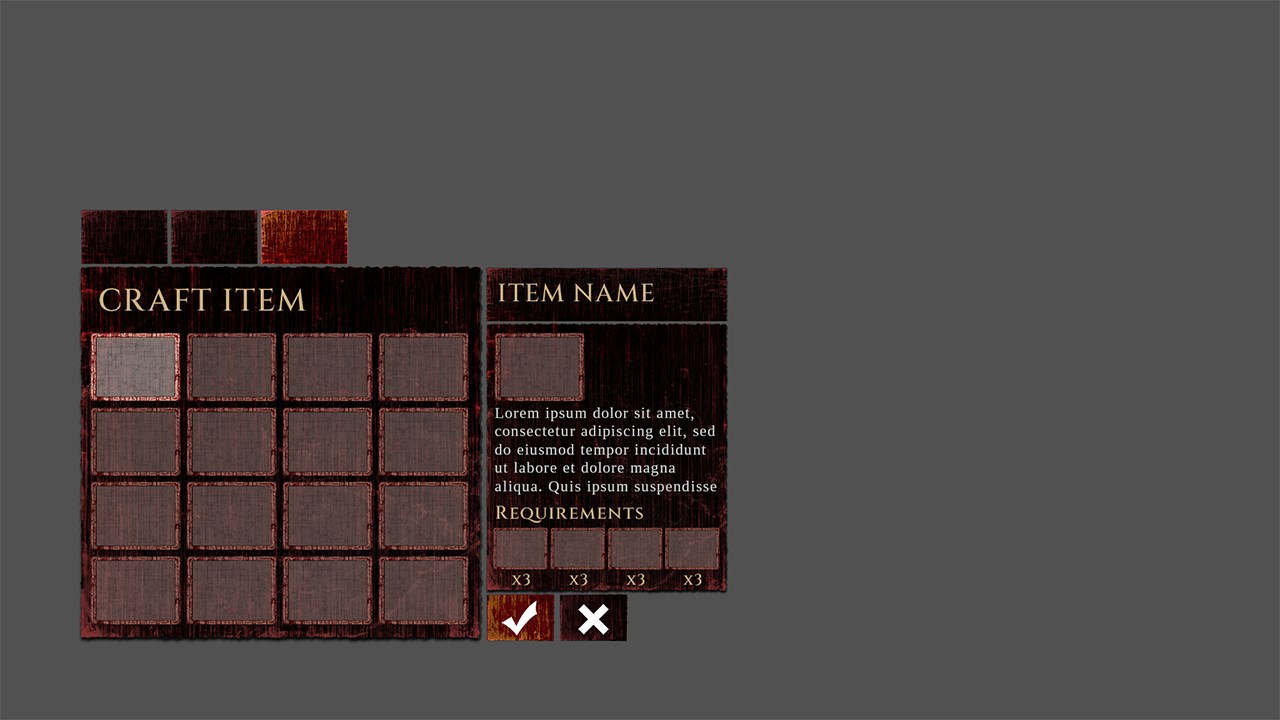 CRAFT ITEM
ITEM NAME
Lorem ipsum dolor sit amet,
consectetur adipiscing elit, sed
do eiusmod tempor incididunt
ut labore et dolore magna
aliqua. Quis ipsum suspendisse
Requirements
x3 x3 x3 x3